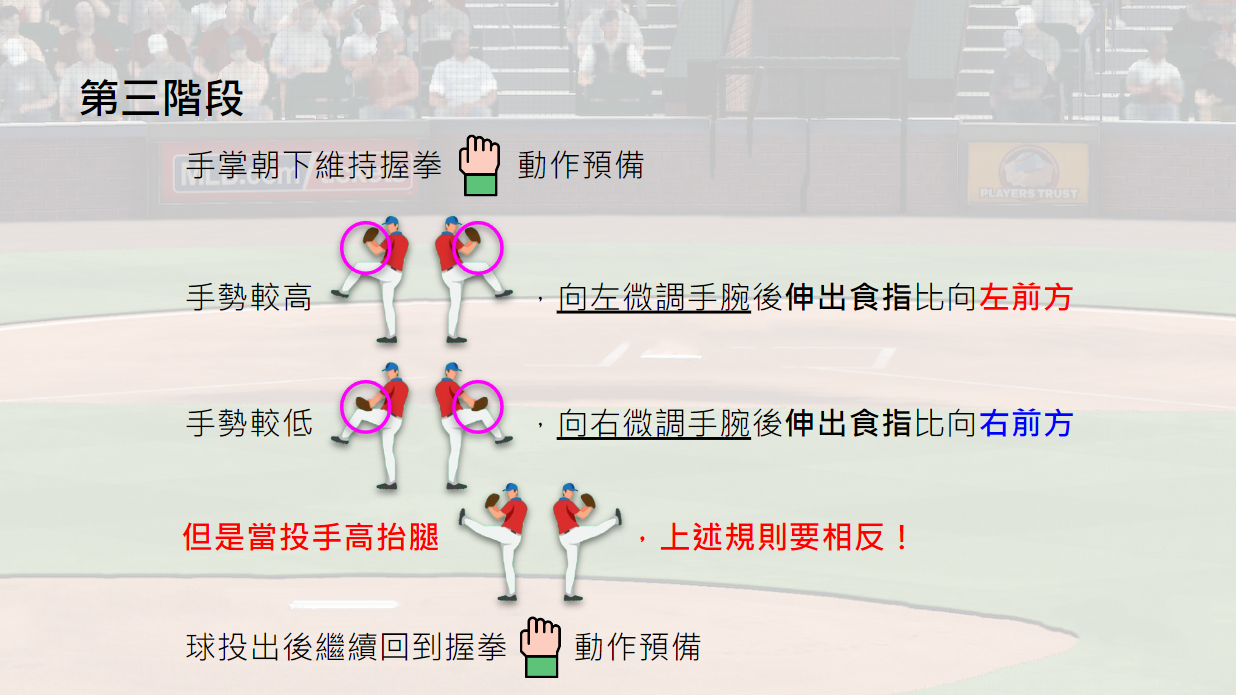 第三階段
手掌朝下維持握拳 動作預備
手勢較高 ，向左微調手腕後伸出食指比向左前方
手勢較低 ，向右微調手腕後伸出食指比向右前方
但是當投手高抬腿 ，上述規則要相反！
球投出後繼續回到握拳 動作預備
MLB.com/
PLAYERS TRUST